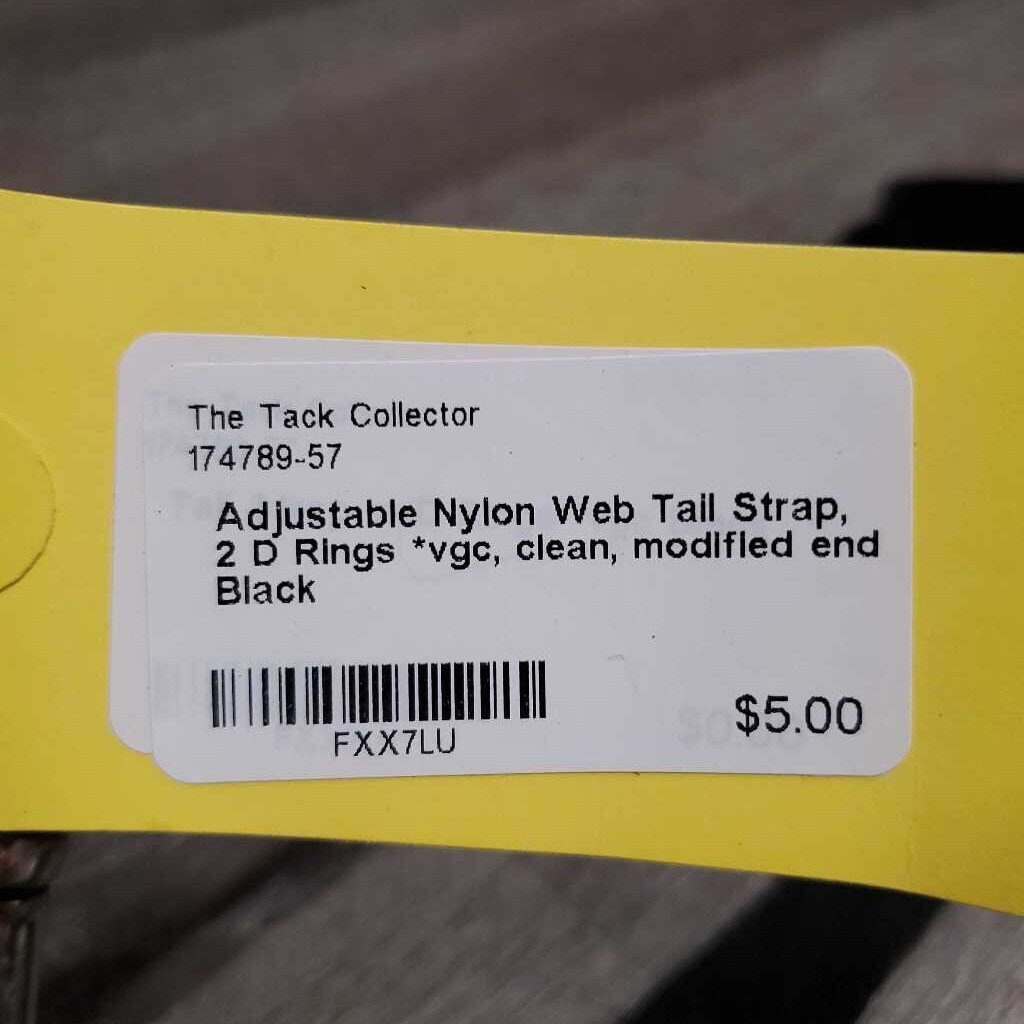 The Tack Collector
174789-57
Adjustable Nylon Web Tail Strap,
2 D Rings *vgc, clean, modified end
Black
FXX7LU
$5.00